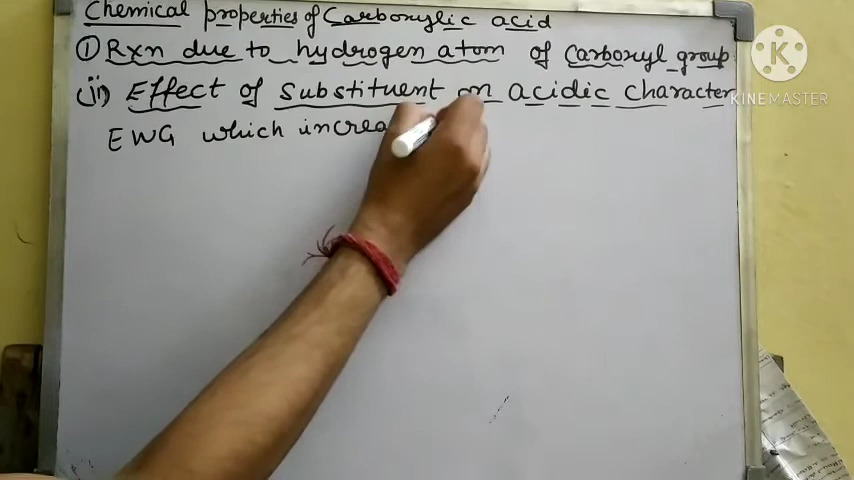 Chemical properties of Carboxylic acid
① Rxn due to hydrogen atom of carboxyl group
(ii) Effect of substituent on acidic character
EWG which increa
K
KINEMASTER